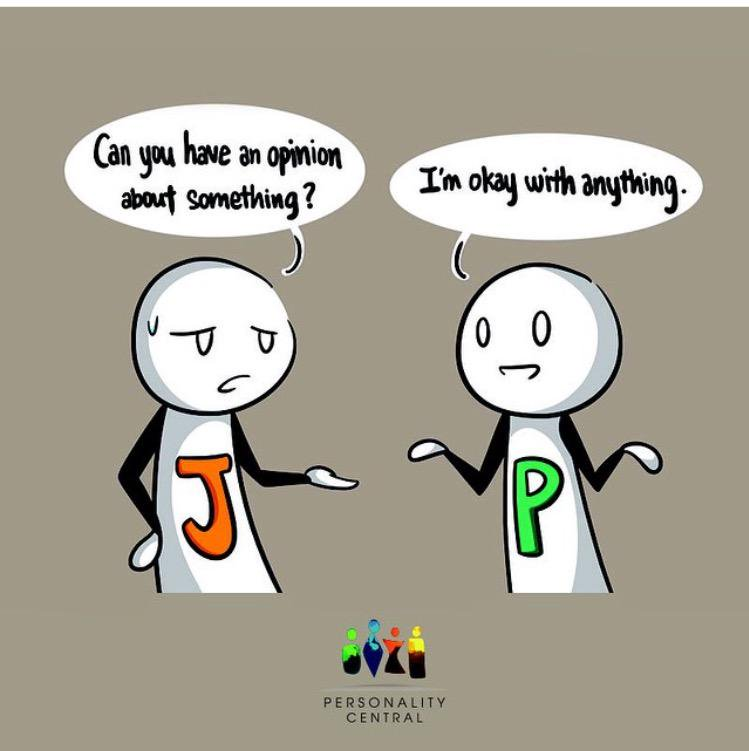 Can you have an opinion
about something?
I'm okay with anything.
J
P
PERSONALITY
CENTRAL